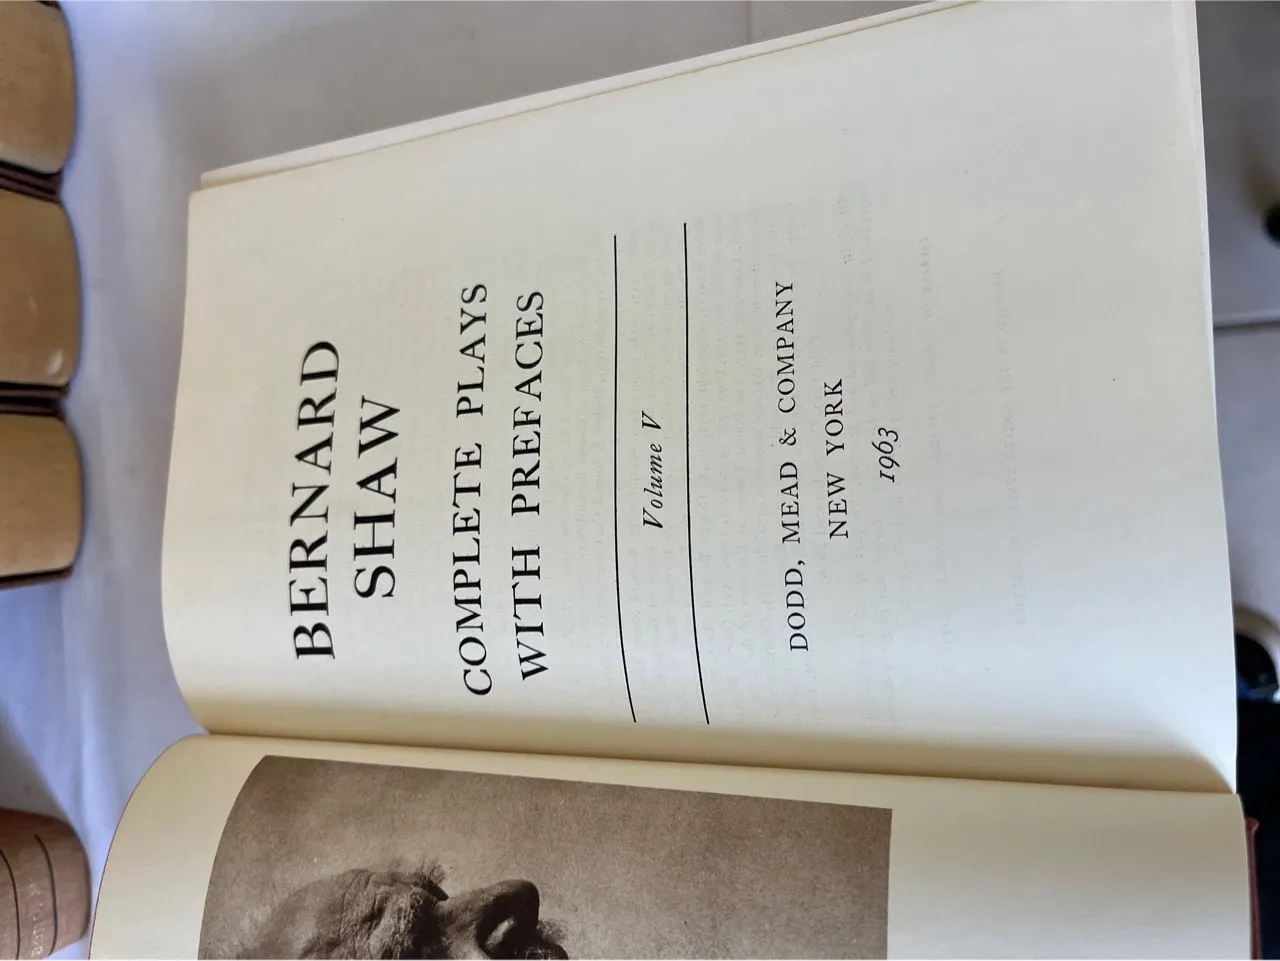 BERNARD
SHAW
COMPLETE PLAYS
WITH PREFACES
Volume V
DODD, MEAD & COMPANY
NEW YORK
1963